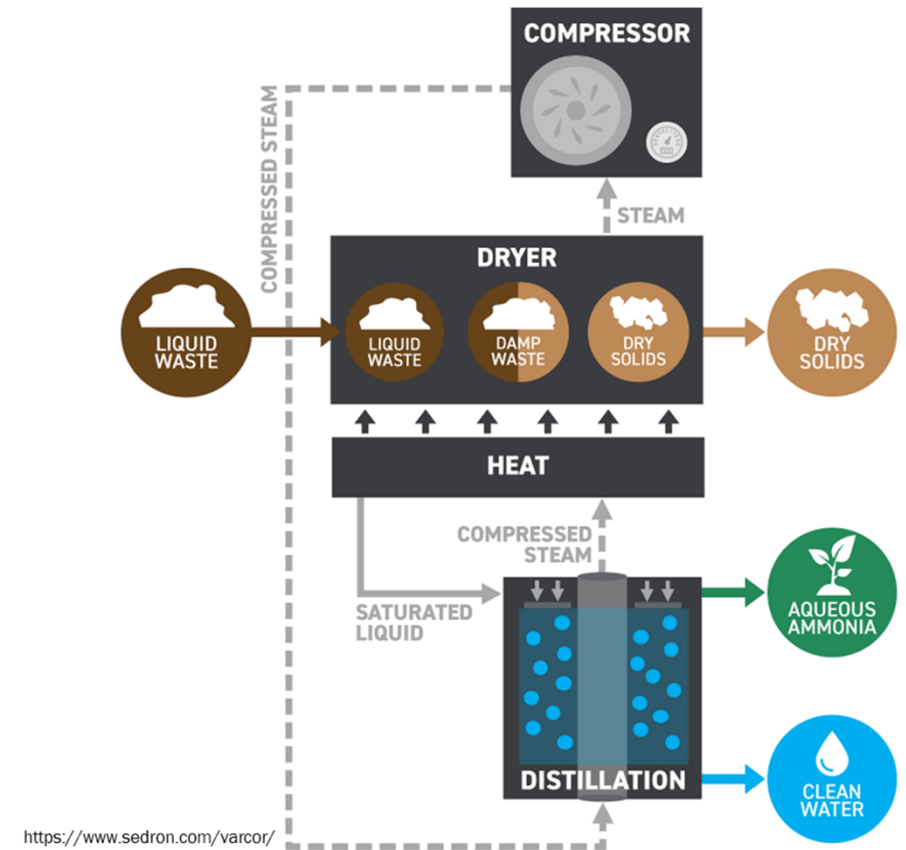 COMPRESSOR
COMPRESSED STEAM
STEAM
DRYER
LIQUID
WASTE
LIQUID
WASTE
DAMP
WASTE
DRY
SOLIDS
DRY
SOLIDS
HEAT
COMPRESSED
STEAM
SATURATED
LIQUID
AQUEOUS
AMMONIA
DISTILLATION
CLEAN
WATER
https://www.sedron.com/varcor/